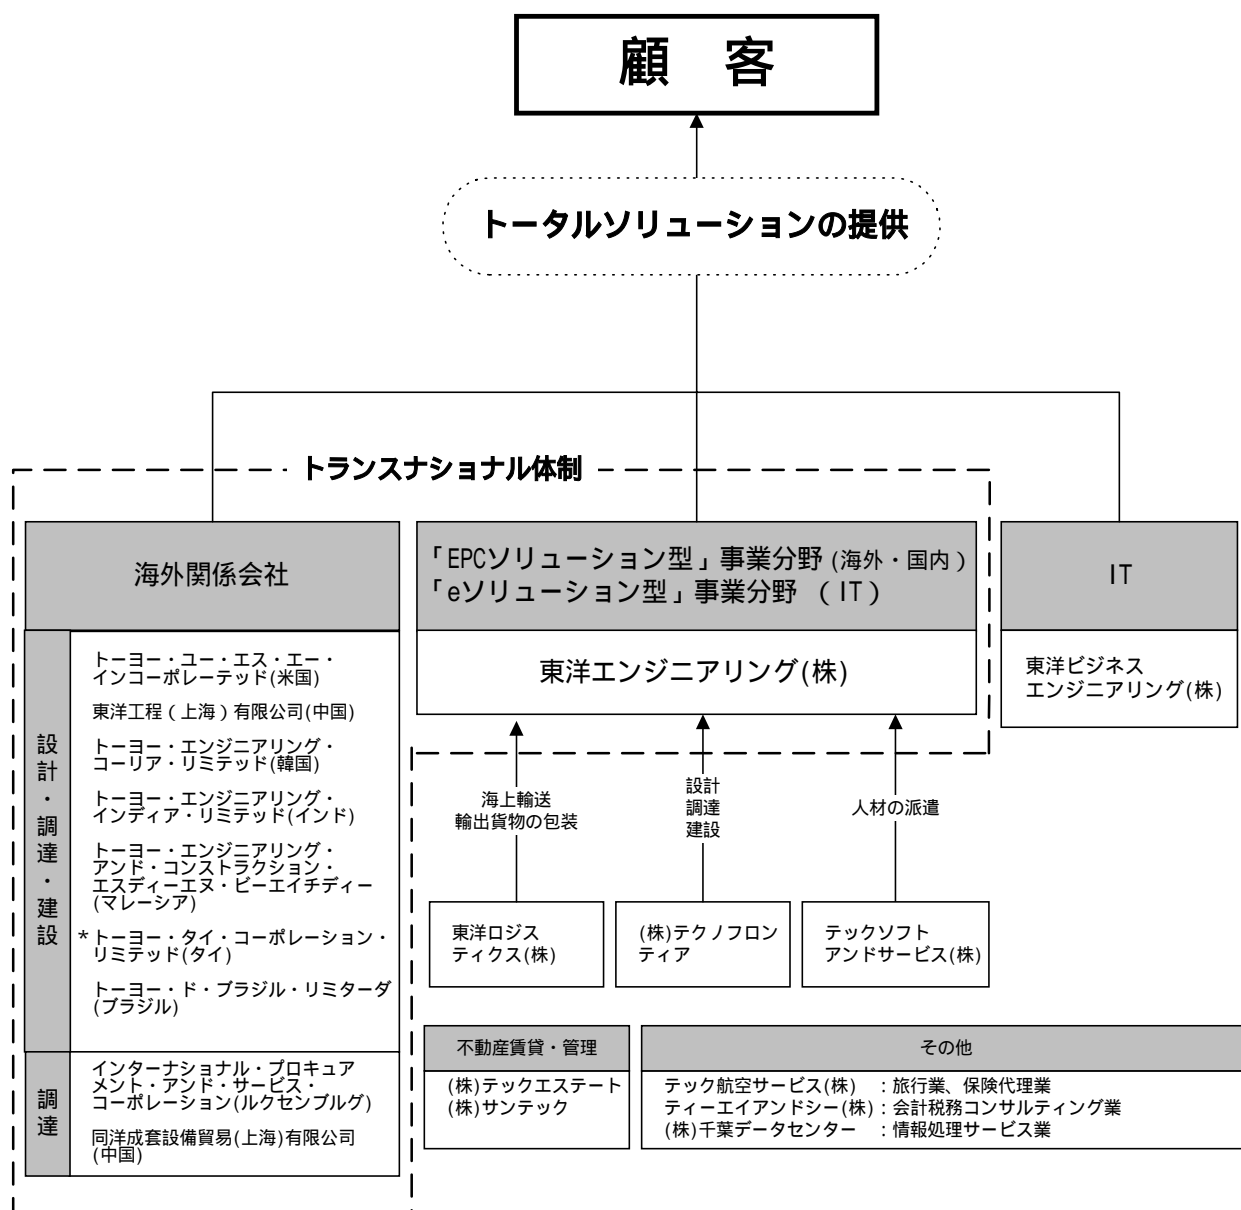 顧 客
トータルソリューションの提供
トランスナショナル体制
海外関係会社
設計・調達・建設
トーヨー・ユー・エス・エー・
インコーポレーテッド(米国)
東洋工程(上海)有限公司(中国)
トーヨー・エンジニアリング・
コーリア・リミテッド(韓国)
トーヨー・エンジニアリング・
インディア・リミテッド(インド)
トーヨー・エンジニアリング・
アンド・コンストラクション・
エスディーエヌ・ビーエイチディー
(マレーシア)
*トーヨー・タイ・コーポレーション・
リミテッド(タイ)
トーヨー・ド・ブラジル・リミターダ
(ブラジル)
調達
インターナショナル・プロキュア
メント・アンド・サービス・
コーポレーション(ルクセンブルグ)
同洋成套設備貿易(上海)有限公司
(中国)
「EPCソリューション型」事業分野(海外・国内)
「eソリューション型」事業分野 (IT)
東洋エンジニアリング(株)
海上輸送
輸出貨物の包装
設計
調達
建設
人材の派遣
東洋ロジス
ティクス(株)
(株)テクノフロン
ティア
テックソフト
アンドサービス(株)
IT
東洋ビジネス
エンジニアリング(株)
不動産賃貸・管理
(株)テックエステート
(株)サンテック
その他
テック航空サービス(株) :旅行業、保険代理業
ティーエイアンドシー(株):会計税務コンサルティング業
(株)千葉データセンター :情報処理サービス業